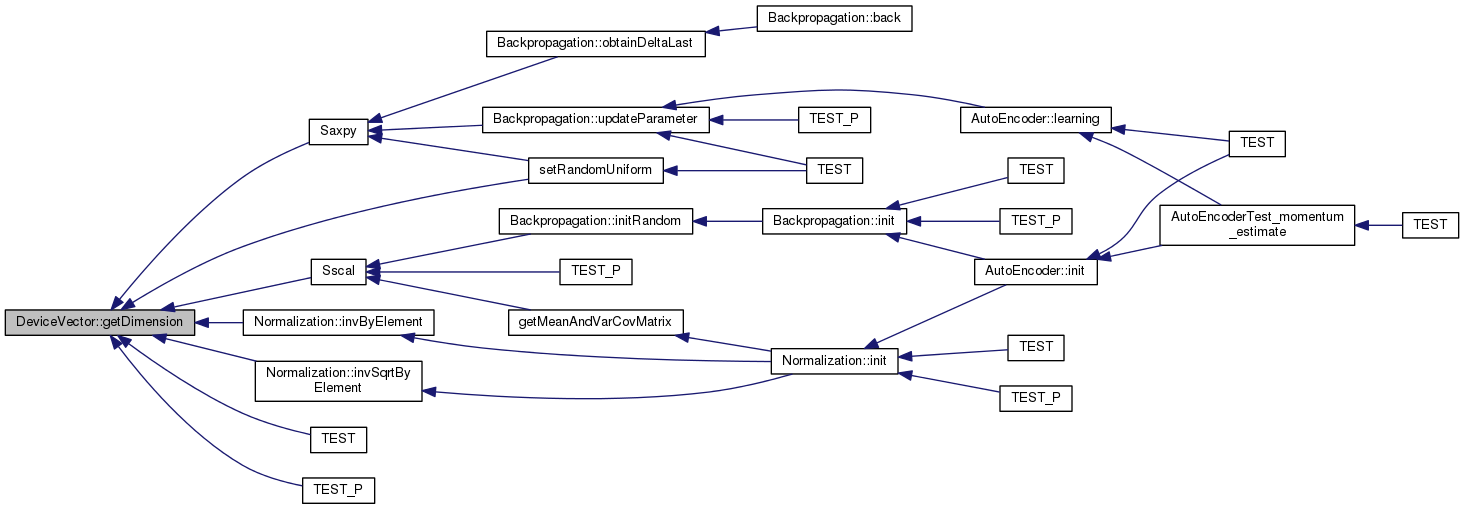 Backpropagation::back
Backpropagation::obtainDeltaLast
Saxpy
Backpropagation::updateParameter
TEST_P
AutoEncoder::learning
TEST
setRandomUniform
TEST
TEST
Backpropagation::initRandom
Backpropagation::init
TEST_P
AutoEncoderTest_momentum
_estimate
TEST
Sscal
TEST_P
AutoEncoder::init
DeviceVector::getDimension
Normalization::invByElement
getMeanAndVarCovMatrix
Normalization::init
TEST
Normalization::invSqrtBy
Element
TEST_P
TEST
TEST_P